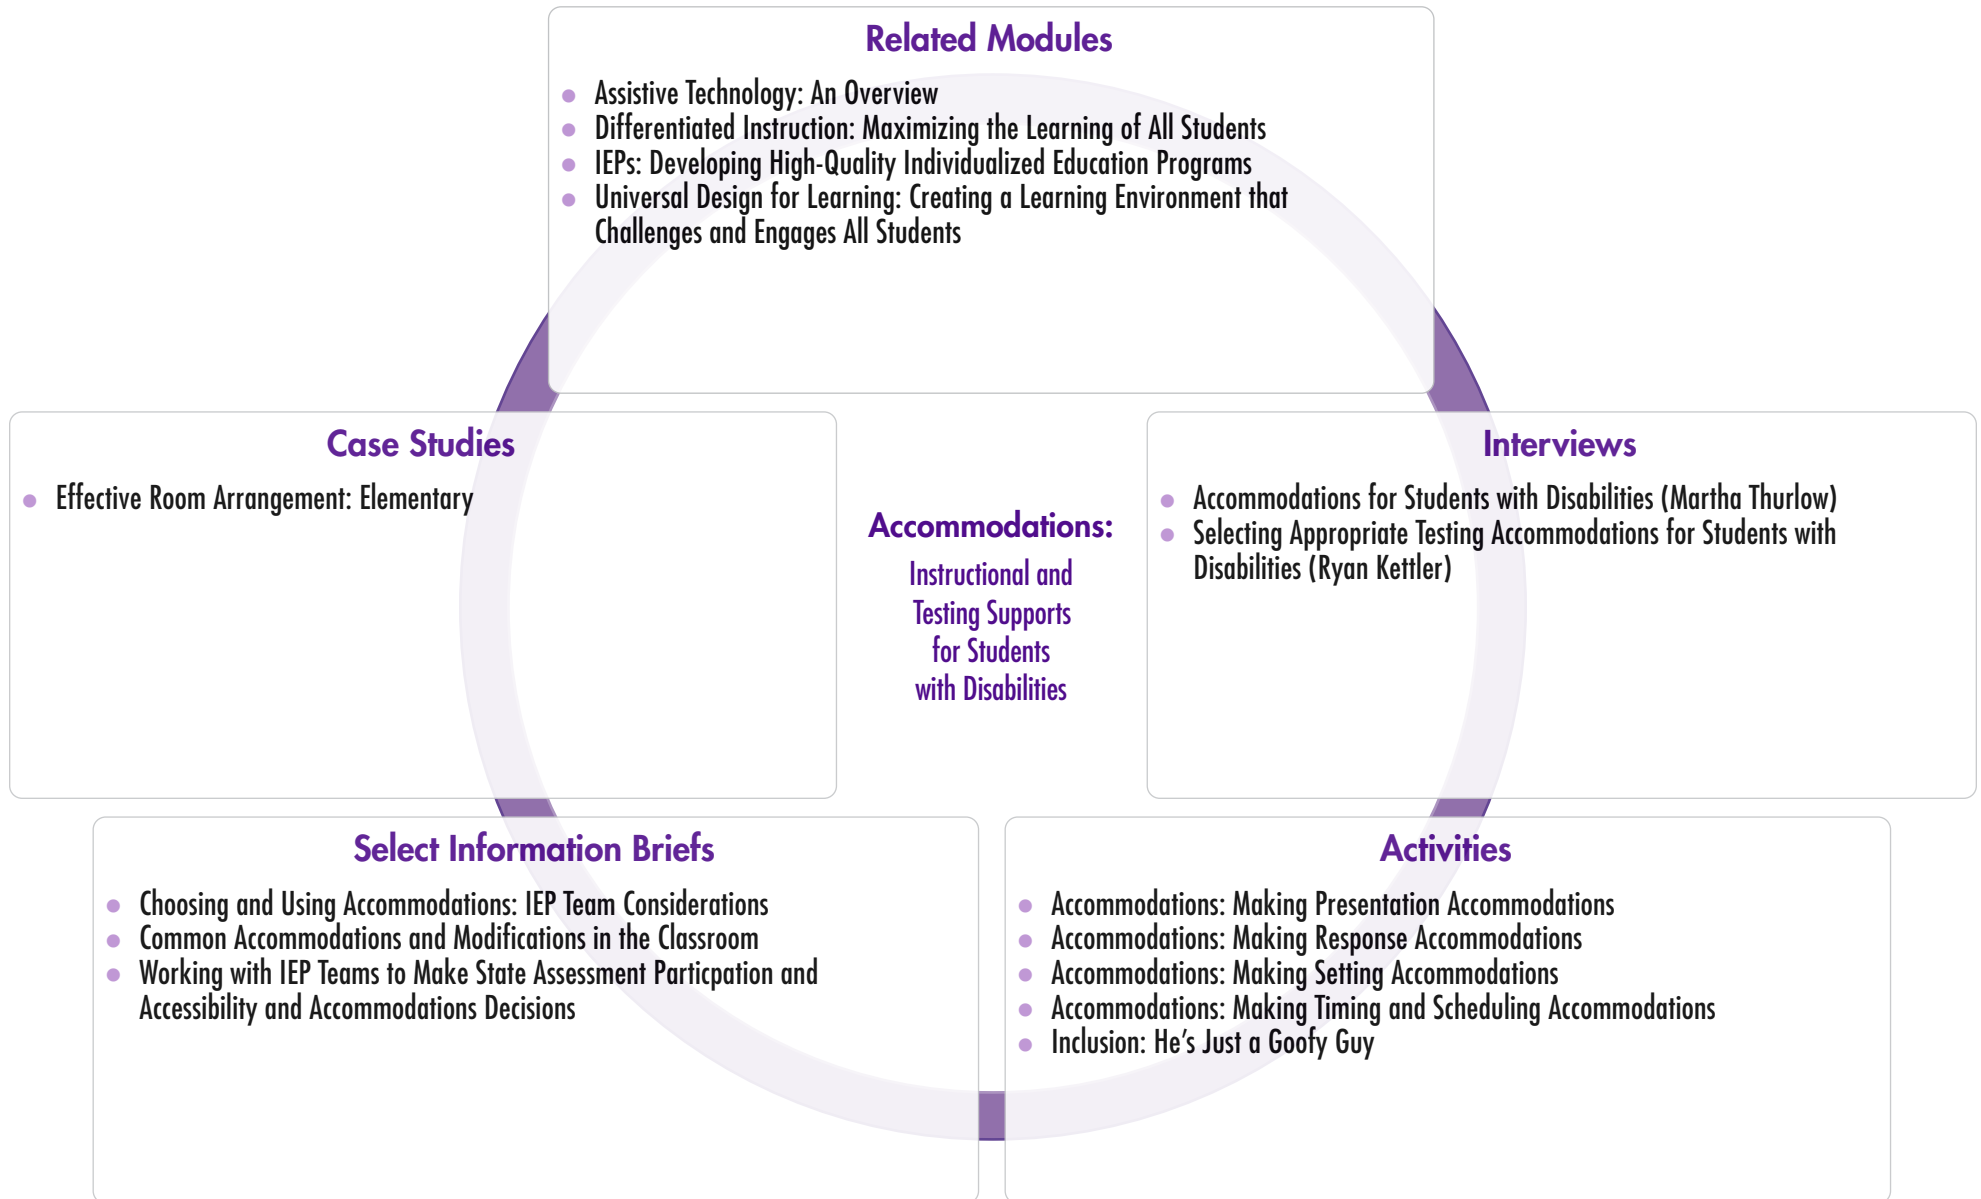 Related Modules
Assistive Technology: An Overview
Differentiated Instruction: Maximizing the Learning of All Students
IEPs: Developing High-Quality Individualized Education Programs
Universal Design for Learning: Creating a Learning Environment that
Challenges and Engages All Students
Case Studies
Effective Room Arrangement: Elementary
Accommodations:
Instructional and
Testing Supports
for Students
with Disabilities
Interviews
Accommodations for Students with Disabilities (Martha Thurlow)
Selecting Appropriate Testing Accommodations for Students with
Disabilities (Ryan Kettler)
Select Information Briefs
Choosing and Using Accommodations: IEP Team Considerations
Common Accommodations and Modifications in the Classroom
Working with IEP Teams to Make State Assessment Particpation and
Accessibility and Accommodations Decisions
Activities
Accommodations: Making Presentation Accommodations
Accommodations: Making Response Accommodations
Accommodations: Making Setting Accommodations
Accommodations: Making Timing and Scheduling Accommodations
Inclusion: He’s Just a Goofy Guy